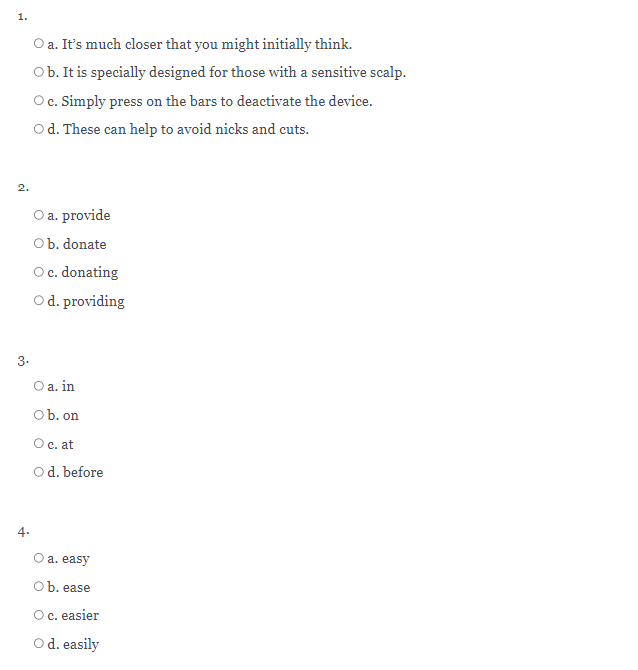 1.
a. It's much closer that you might initially think.
b. It is specially designed for those with a sensitive scalp.
c. Simply press on the bars to deactivate the device.
d. These can help to avoid nicks and cuts.
2.
a. provide
b. donate
c. donating
d. providing
3.
a. in
b. on
c. at
d. before
4.
a. easy
b. ease
c. easier
d. easily